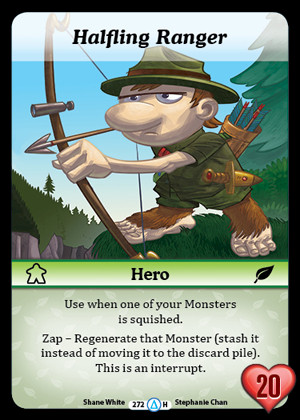 Halfling Ranger
Hero
Use when one of your Monsters
is squished.
Zap – Regenerate that Monster (stash it
instead of moving it to the discard pile).
This is an interrupt.
20
Shane White 272 A H Stephanie Chan